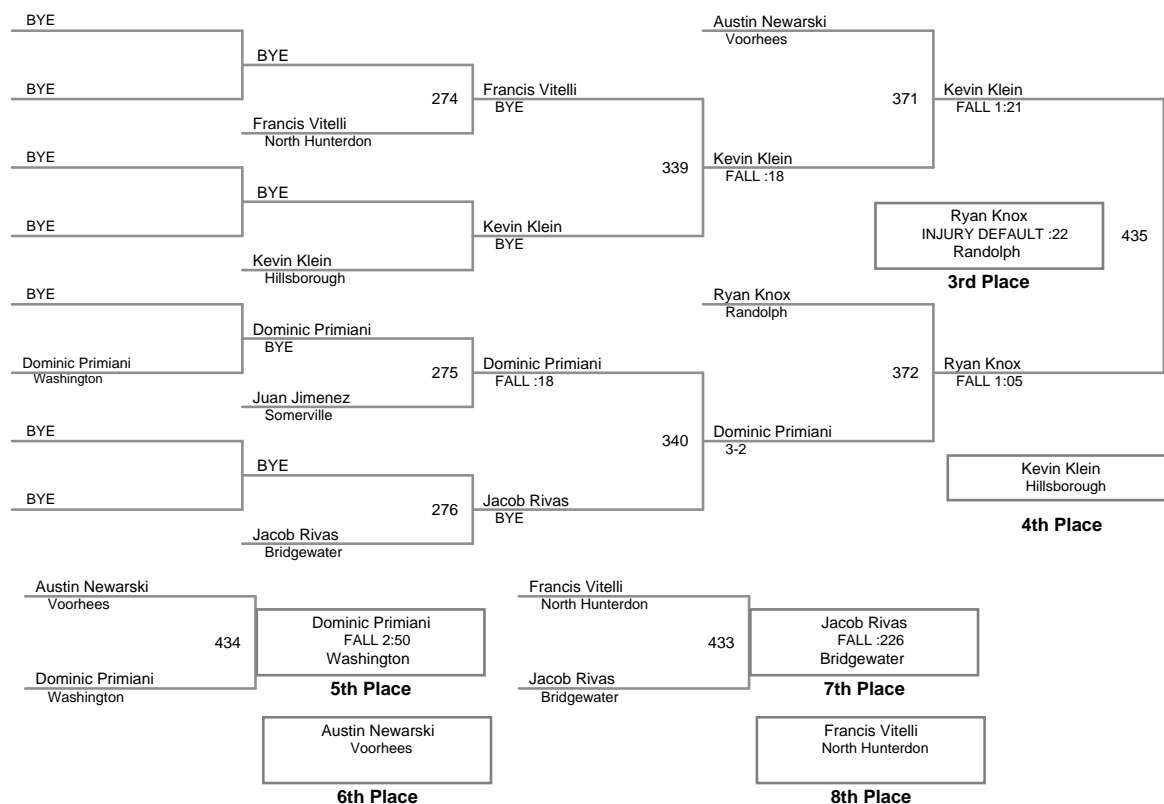 BYE
BYE
BYE
274
Francis Vitelli
North Hunterdon
Francis Vitelli
BYE
BYE
BYE
BYE
Kevin Klein
Hillsborough
Kevin Klein
BYE
339
Kevin Klein
FALL :18
Austin Newarski
Voorhees
371
Kevin Klein
FALL 1:21
Ryan Knox
INJURY DEFAULT :22
Randolph
3rd Place
435
BYE
Dominic Primiani
Washington
Dominic Primiani
BYE
275
Juan Jimenez
Somerville
Dominic Primiani
FALL :18
BYE
BYE
BYE
276
Jacob Rivas
Bridgewater
Jacob Rivas
BYE
340
Dominic Primiani
3-2
Ryan Knox
Randolph
372
Ryan Knox
FALL 1:05
Kevin Klein
Hillsborough
4th Place
Austin Newarski
Voorhees
434
Dominic Primiani
Washington
Dominic Primiani
FALL 2:50
Washington
5th Place
Austin Newarski
Voorhees
6th Place
Francis Vitelli
North Hunterdon
433
Jacob Rivas
Bridgewater
Jacob Rivas
FALL :226
Bridgewater
7th Place
Francis Vitelli
North Hunterdon
8th Place